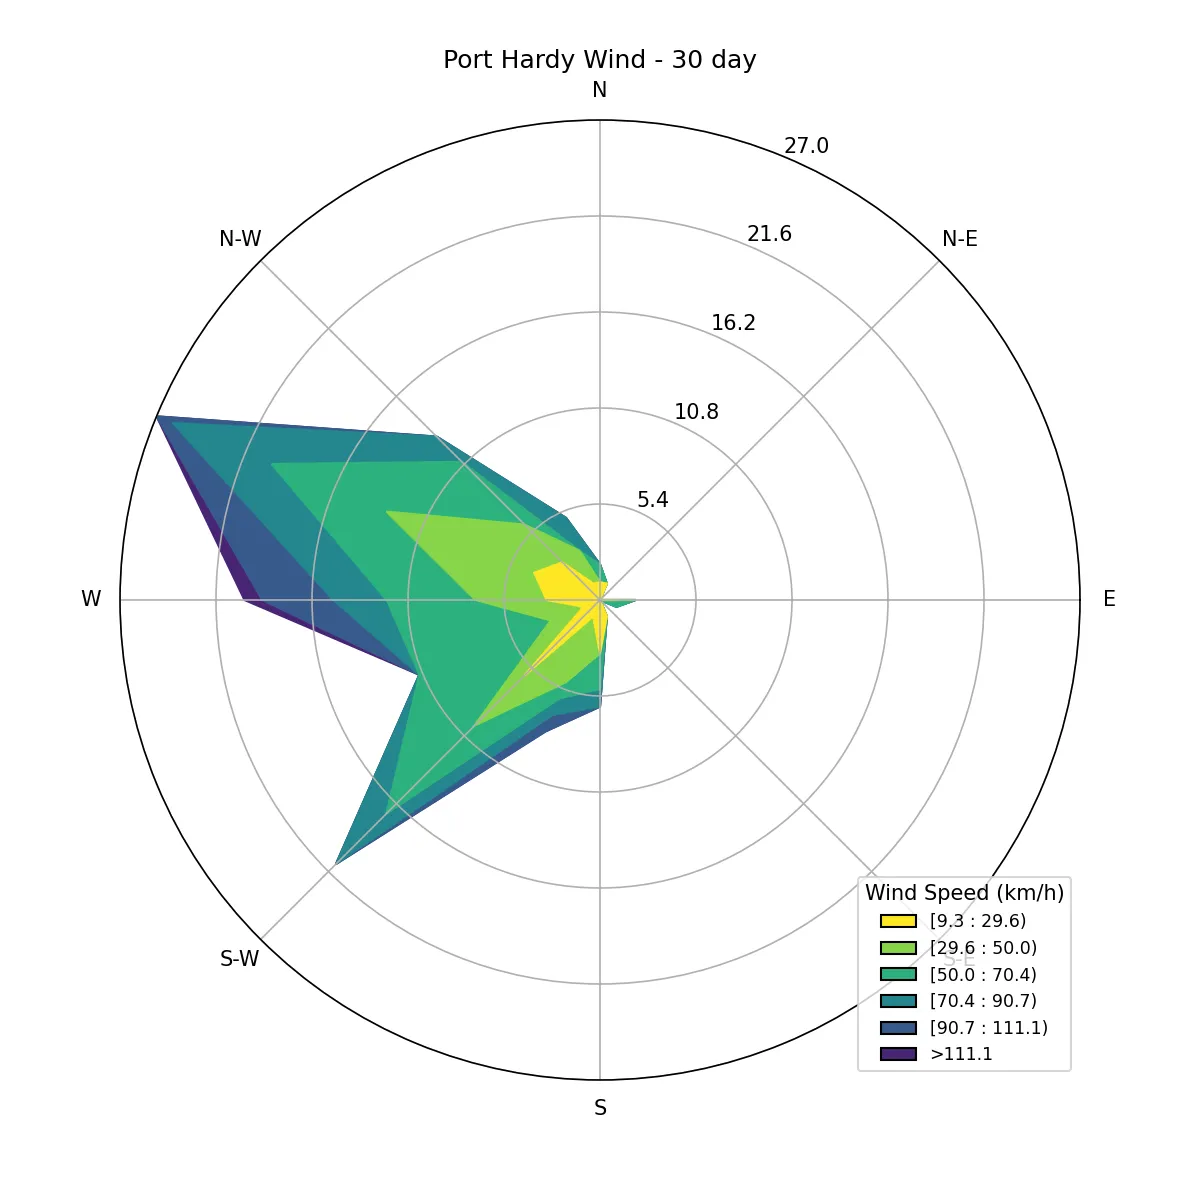 Port Hardy Wind - 30 day
N
27.0
N-W
21.6
N-E
16.2
10.8
5.4
W
E
S-W
S-E
Wind Speed (km/h)
[9.3 : 29.6)
[29.6 : 50.0)
[50.0 : 70.4)
[70.4 : 90.7)
[90.7 : 111.1)
>111.1
S